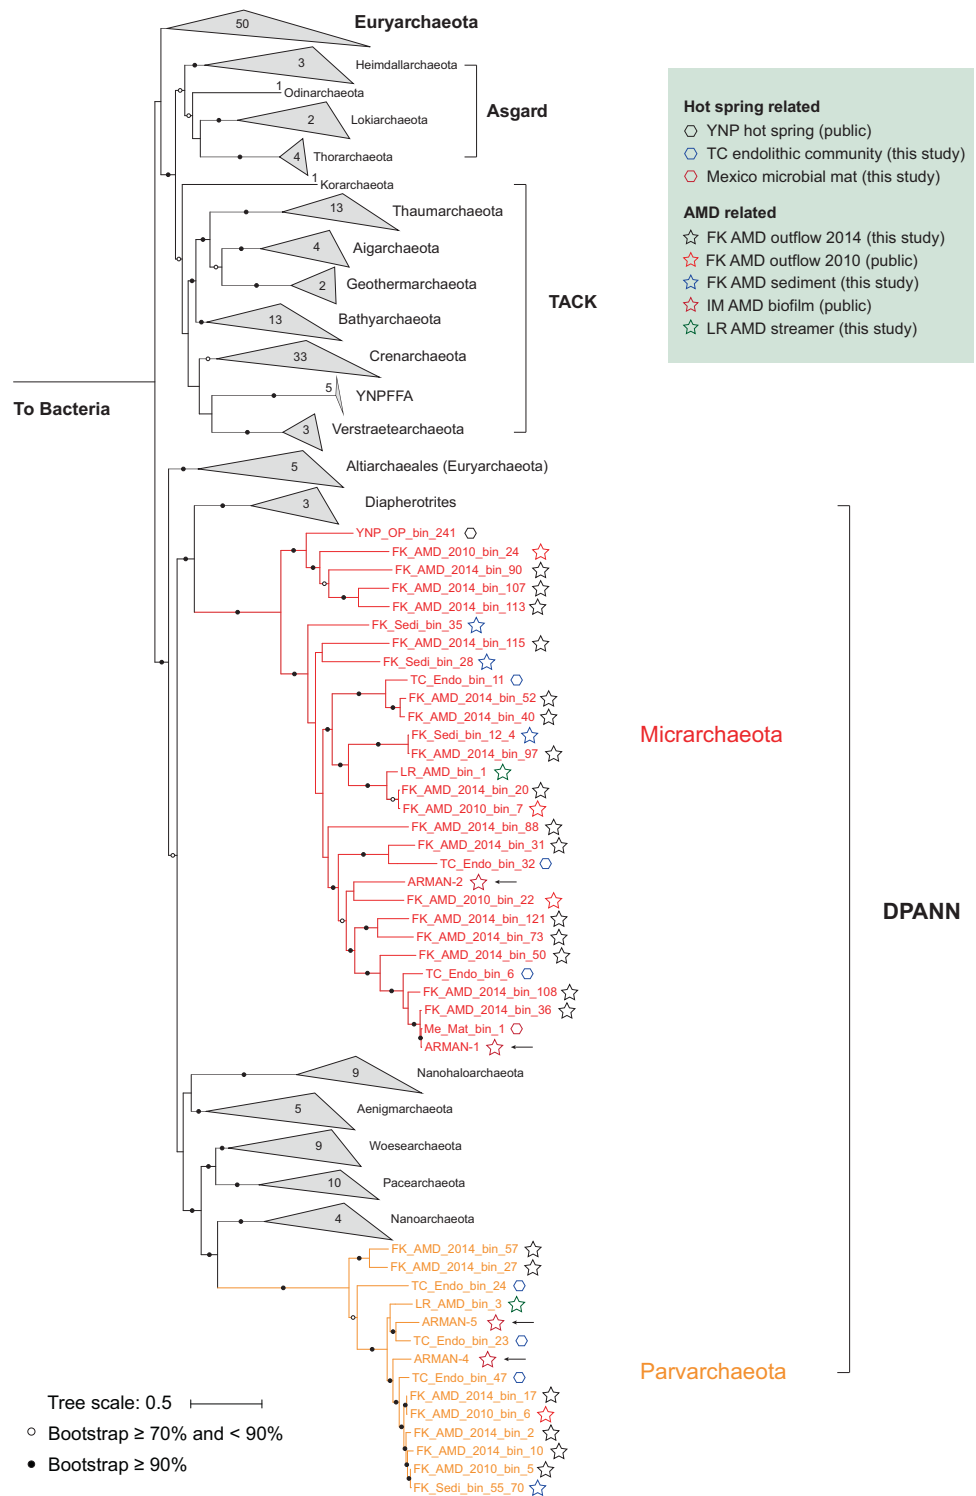 50
Euryarchaeota
3
Heimdallarchaeota
1
Odinarchaeota
Asgard
2
Lokiarchaeota
4
Thorarchaeota
1
Korarchaeota
13
Thaumarchaeota
4
Aigarchaeota
2
Geothermarchaeota
TACK
13
Bathyarchaeota
33
Crenarchaeota
5
YNPFFA
To Bacteria
3
Verstraetearchaeota
5
Altiarchaeales (Euryarchaeota)
3
Diapherotrites
Hot spring related
YNP hot spring (public)
TC endolithic community (this study)
Mexico microbial mat (this study)
AMD related
FK AMD outflow 2014 (this study)
FK AMD outflow 2010 (public)
FK AMD sediment (this study)
IM AMD biofilm (public)
LR AMD streamer (this study)
YNP_OP_bin_241
FK_AMD_2010_bin_24
FK_AMD_2014_bin_90
FK_AMD_2014_bin_107
FK_AMD_2014_bin_113
FK_Sedi_bin_35
FK_AMD_2014_bin_115
FK_Sedi_bin_28
TC_Endo_bin_11
FK_AMD_2014_bin_52
FK_AMD_2014_bin_40
FK_Sedi_bin_12_4
Micrarchaeota
FK_AMD_2014_bin_97
LR_AMD_bin_1
FK_AMD_2014_bin_20
FK_AMD_2010_bin_7
FK_AMD_2014_bin_88
FK_AMD_2014_bin_31
TC_Endo_bin_32
ARMAN-2
FK_AMD_2010_bin_22
DPANN
FK_AMD_2014_bin_121
FK_AMD_2014_bin_73
FK_AMD_2014_bin_50
TC_Endo_bin_6
FK_AMD_2014_bin_108
FK_AMD_2014_bin_36
Me_Mat_bin_1
ARMAN-1
9
Nanohaloarchaeota
5
Aenigmarchaeota
9
Woesearchaeota
10
Pacearchaeota
4
Nanoarchaeota
FK_AMD_2014_bin_57
FK_AMD_2014_bin_27
TC_Endo_bin_24
LR_AMD_bin_3
ARMAN-5
TC_Endo_bin_23
ARMAN-4
Parvarchaeota
TC_Endo_bin_47
FK_AMD_2014_bin_17
FK_AMD_2010_bin_6
FK_AMD_2014_bin_2
FK_AMD_2014_bin_10
FK_AMD_2010_bin_5
FK_Sedi_bin_55_70
Tree scale: 0.5
Bootstrap ≥ 70% and < 90%
Bootstrap ≥ 90%